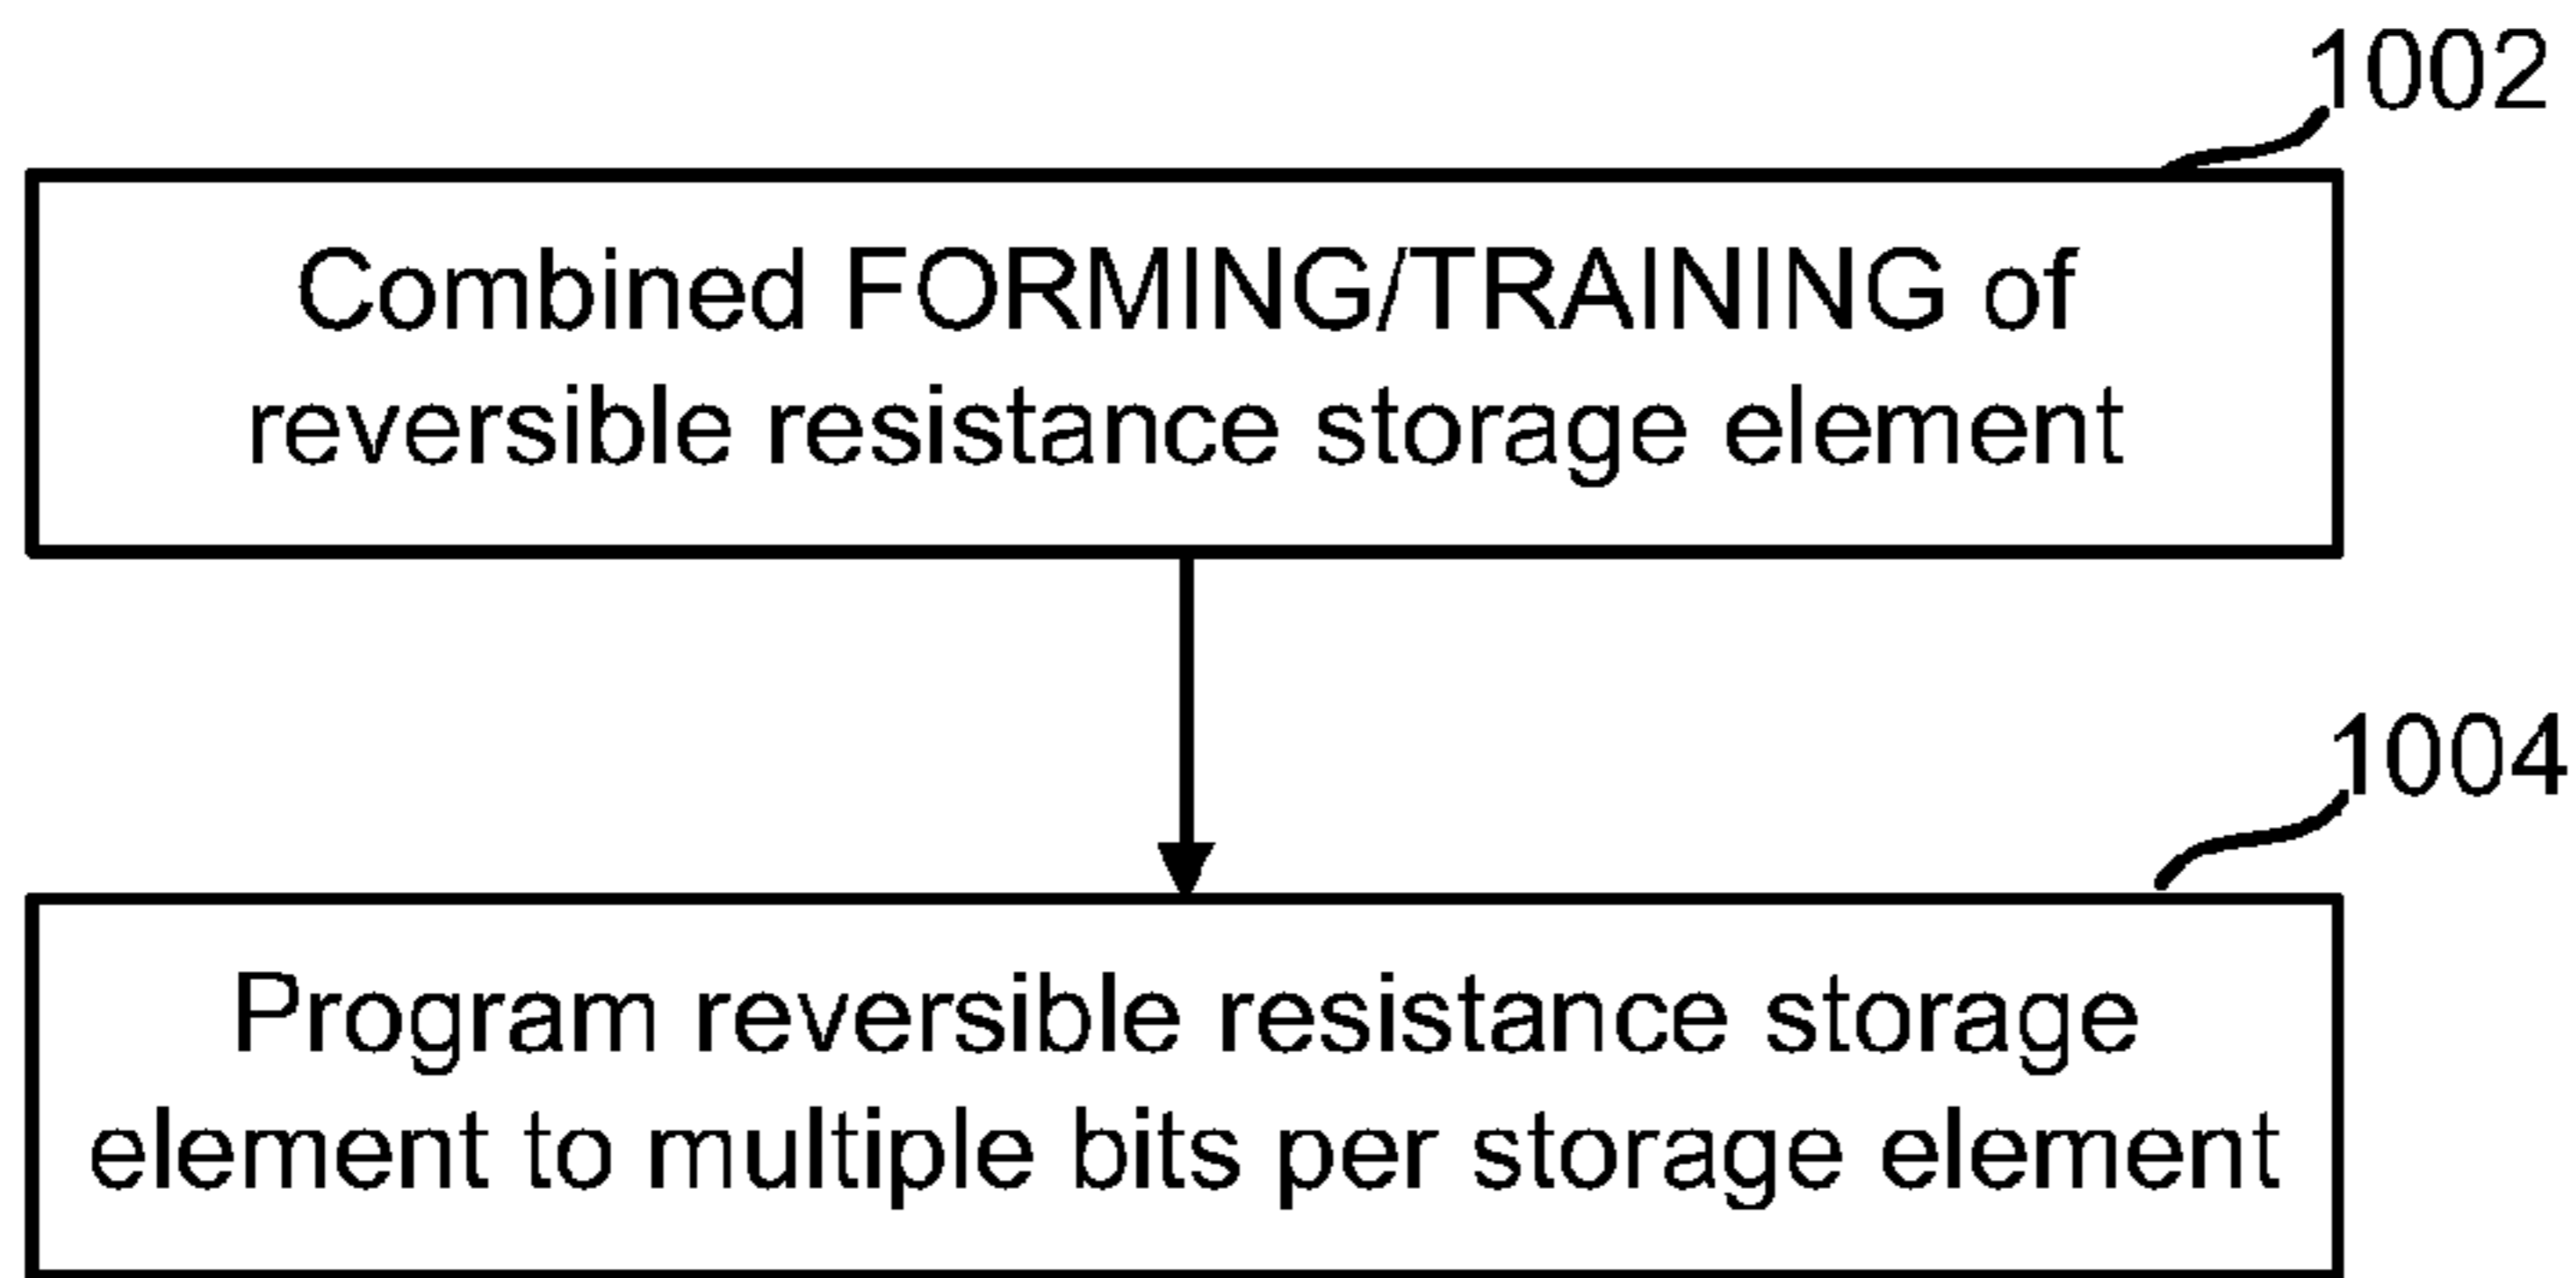 1002
Combined FORMING/TRAINING of
reversible resistance storage element
1004
Program reversible resistance storage
element to multiple bits per storage element